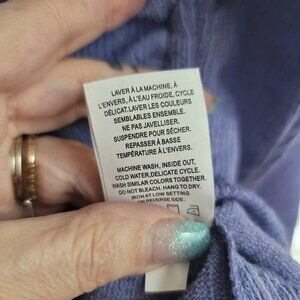 LAVER À LA MACHINE, À
L'ENVERS, À L'EAU FROIDE, CYCLE
DÉLICAT.LAVER LES COULEURS
SEMBLABLES ENSEMBLE.
NE PAS JAVELLISER.
SUSPENDRE POUR SÉCHER.
REPASSER À BASSE
TEMPÉRATURE À L'ENVERS.
MACHINE WASH, INSIDE OUT,
COLD WATER,DELICATE CYCLE.
WASH SIMILAR COLORS TOGETHER.
DO NOT BLEACH. HANG TO DRY.
IRON AT LOW SETTING
ON REVERSE SIDE.